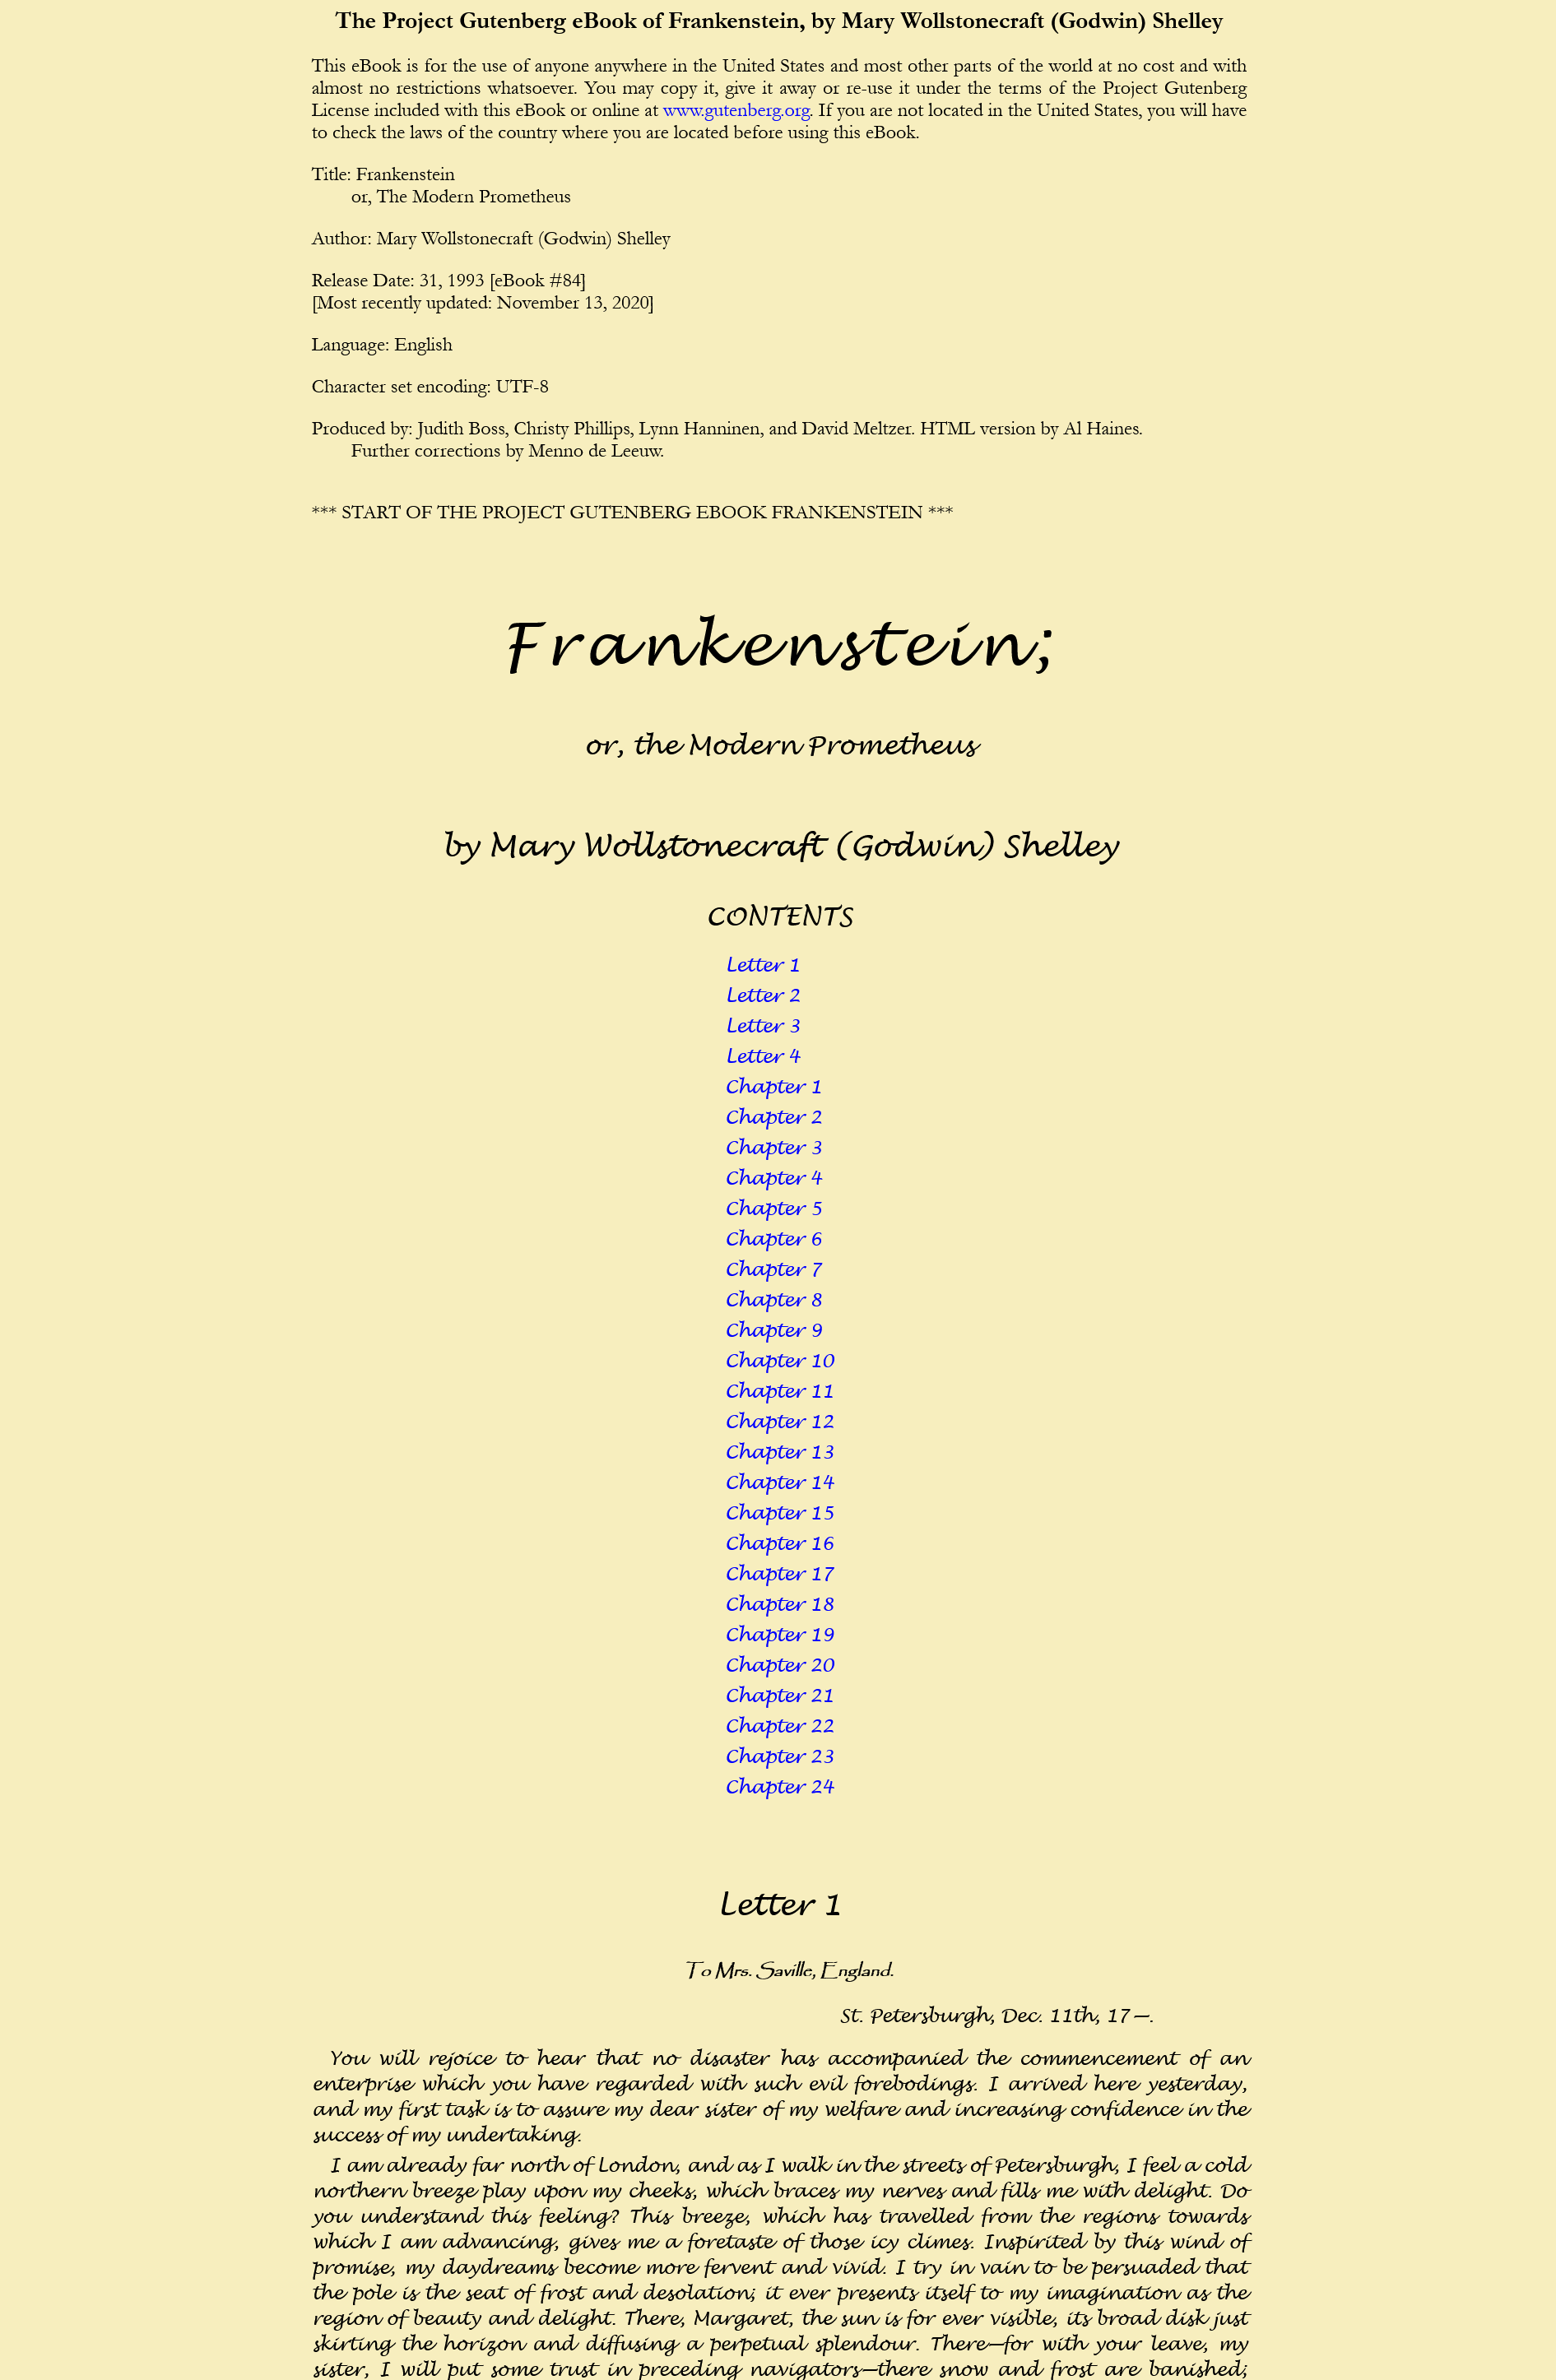 The Project Gutenberg eBook of Frankenstein, by Mary Wollstonecraft (Godwin) Shelley
This eBook is for the use of anyone anywhere in the United States and most other parts of the world at no cost and with
almost no restrictions whatsoever. You may copy it, give it away or re-use it under the terms of the Project Gutenberg
License included with this eBook or online at www.gutenberg.org. If you are not located in the United States, you will have
to check the laws of the country where you are located before using this eBook.
Title: Frankenstein
or, The Modern Prometheus
Author: Mary Wollstonecraft (Godwin) Shelley
Release Date: 31, 1993 [eBook #84]
[Most recently updated: November 13, 2020]
Language: English
Character set encoding: UTF-8
Produced by: Judith Boss, Christy Phillips, Lynn Hanninen, and David Meltzer. HTML version by Al Haines.
Further corrections by Menno de Leeuw.
*** START OF THE PROJECT GUTENBERG EBOOK FRANKENSTEIN ***
Frankenstein;
or, the Modern Prometheus
by Mary Wollstonecraft (Godwin) Shelley
CONTENTS
Letter 1
Letter 2
Letter 3
Letter 4
Chapter 1
Chapter 2
Chapter 3
Chapter 4
Chapter 5
Chapter 6
Chapter 7
Chapter 8
Chapter 9
Chapter 10
Chapter 11
Chapter 12
Chapter 13
Chapter 14
Chapter 15
Chapter 16
Chapter 17
Chapter 18
Chapter 19
Chapter 20
Chapter 21
Chapter 22
Chapter 23
Chapter 24
Letter 1
To Mrs. Saville, England.
St. Petersburgh, Dec. 11th, 17—.
You will rejoice to hear that no disaster has accompanied the commencement of an
enterprise which you have regarded with such evil forebodings. I arrived here yesterday,
and my first task is to assure my dear sister of my welfare and increasing confidence in the
success of my undertaking.
I am already far north of London, and as I walk in the streets of Petersburgh, I feel a cold
northern breeze play upon my cheeks, which braces my nerves and fills me with delight. Do
you understand this feeling? This breeze, which has travelled from the regions towards
which I am advancing, gives me a foretaste of those icy climes. Inspirited by this wind of
promise, my daydreams become more fervent and vivid. I try in vain to be persuaded that
the pole is the seat of frost and desolation; it ever presents itself to my imagination as the
region of beauty and delight. There, Margaret, the sun is for ever visible, its broad disk just
skirting the horizon and diffusing a perpetual splendour. There—for with your leave, my
sister, I will put some trust in preceding navigators—there snow and frost are banished;